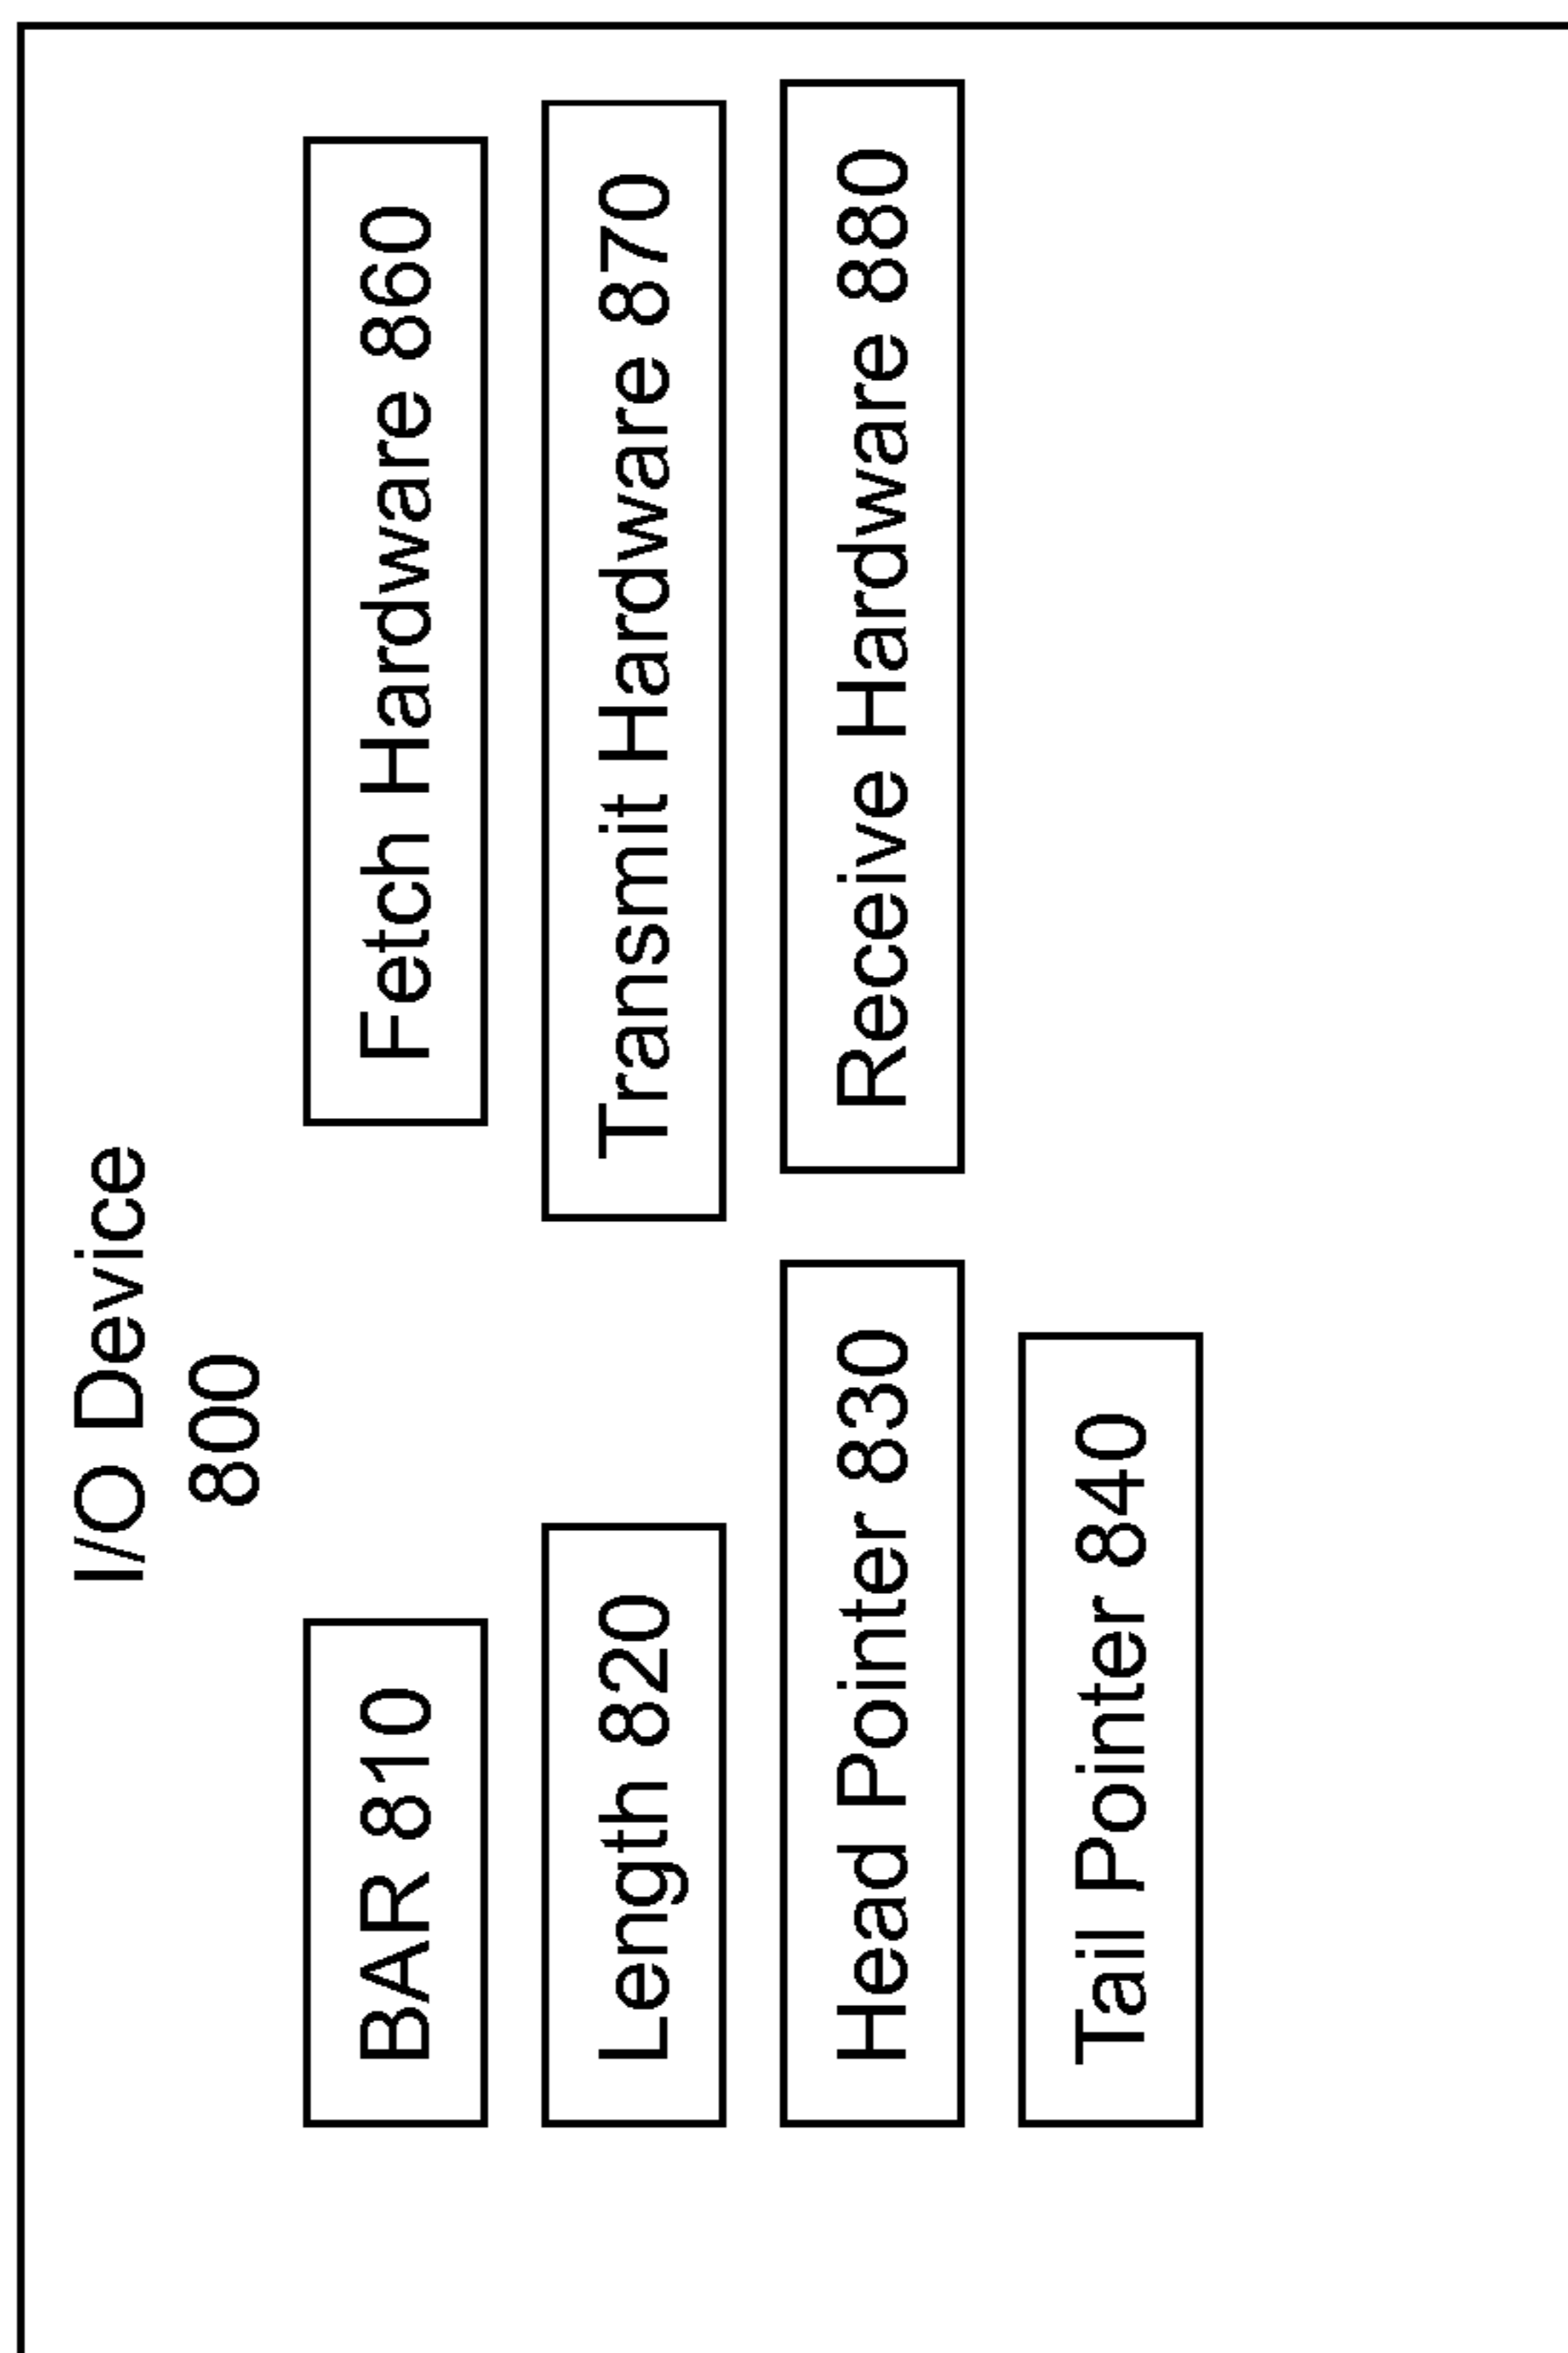 I/O Device
800
BAR 810
Fetch Hardware 860
Length 820
Transmit Hardware 870
Head Pointer 830
Receive Hardware 880
Tail Pointer 840